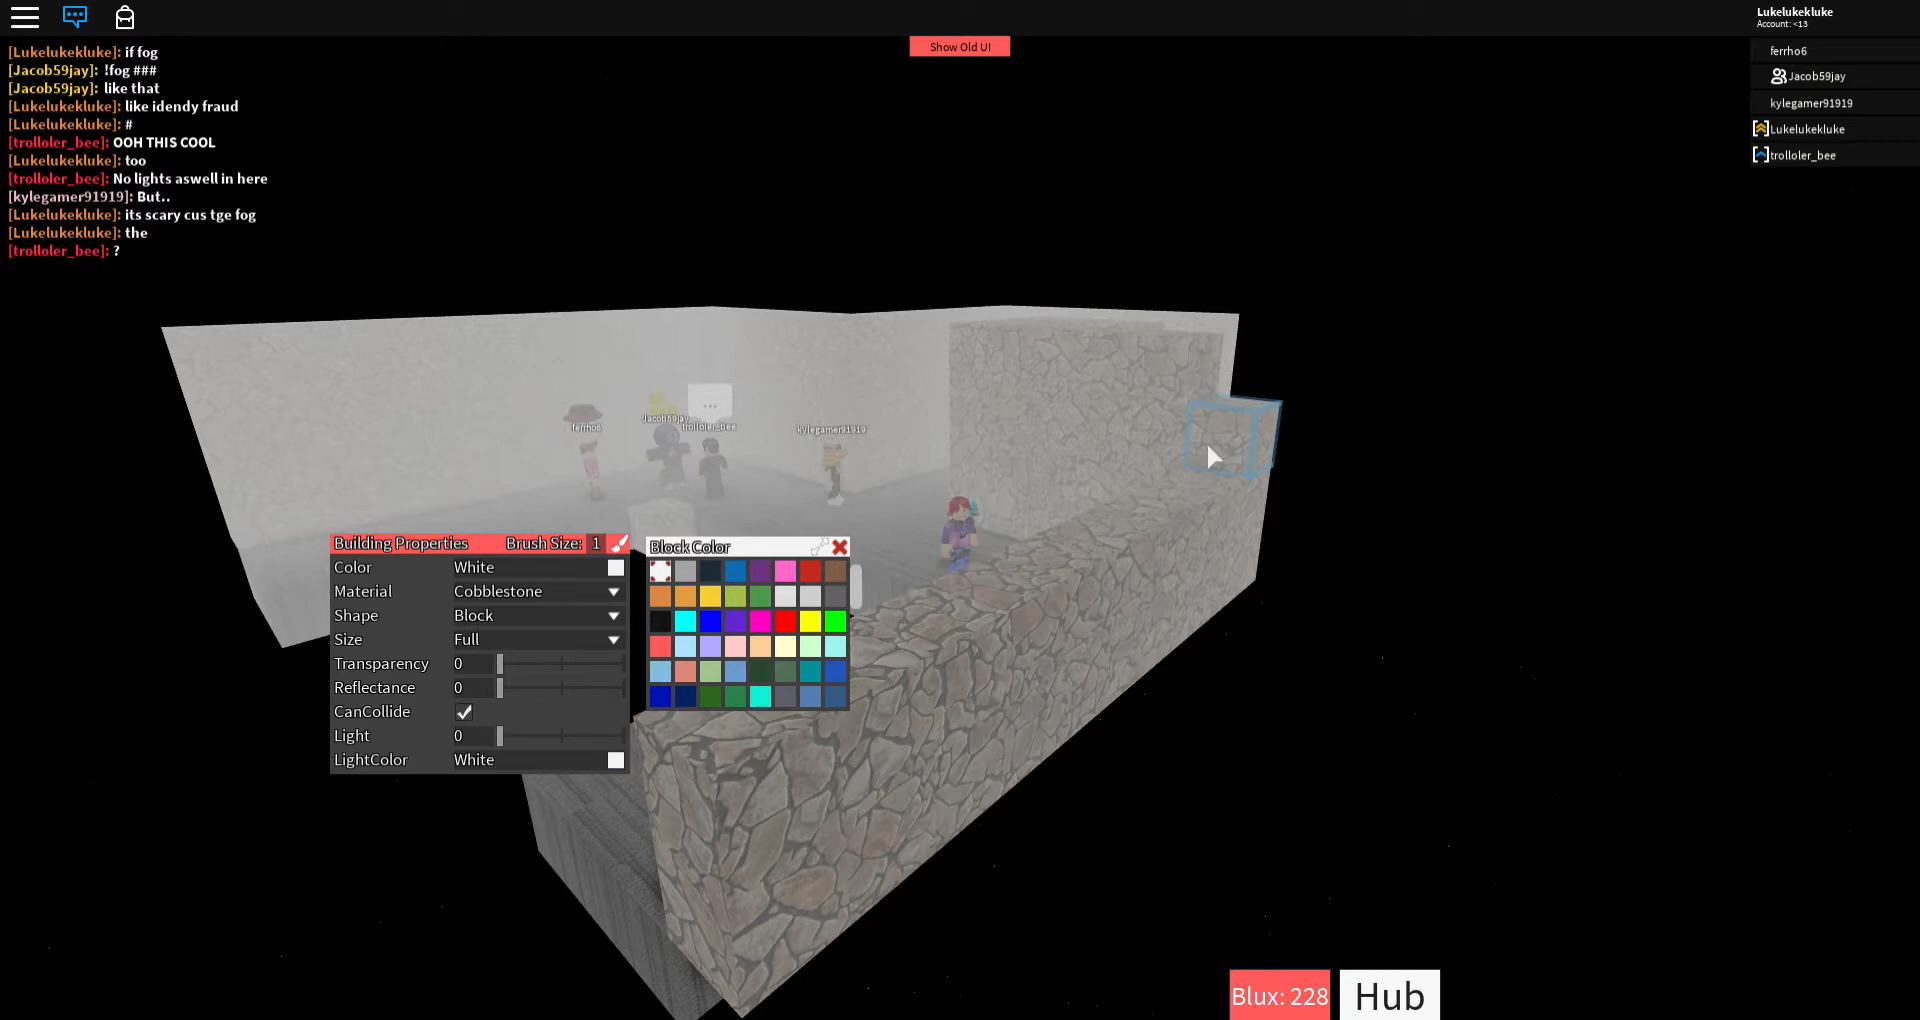 Lukelukekluke
Account: <13
Show Old UI
[Lukelukekluke]: if fog
[Jacob59jay]: !fog ###
[Jacob59jay]: like that
[Lukelukekluke]: like idendy fraud
[Lukelukekluke]: #
[trolloler_bee]: OOH THIS COOL
[Lukelukekluke]: too
[trolloler_bee]: No lights aswell in here
[kylegamer91919]: But..
[Lukelukekluke]: its scary cus tge fog
[Lukelukekluke]: the
[trolloler_bee]: ?
ferrho6
Jacob59jay
kylegamer91919
Lukelukekluke
trolloler_bee
...
ferrho6
Jacob59jay
trolloler_bee
kylegamer91919
Building Properties Brush Size: 1
Color White
Material Cobblestone
Shape Block
Size Full
Transparency 0
Reflectance 0
CanCollide
Light 0
LightColor White
Block Color
Blux: 228
Hub